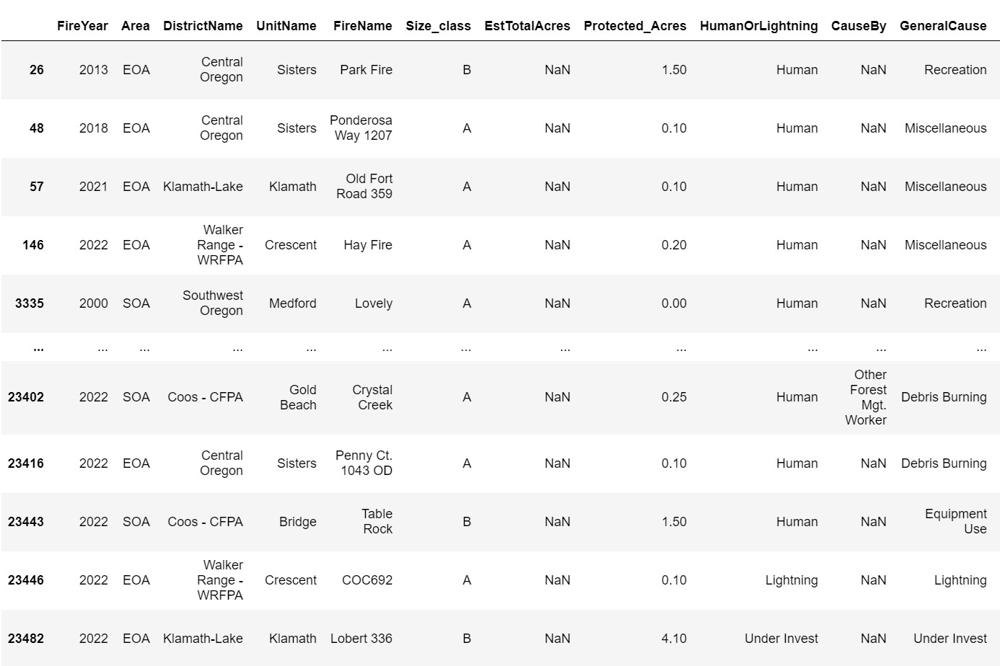 FireYear Area DistrictName UnitName FireName Size_class EstTotalAcres Protected_Acres HumanOrLightning CauseBy GeneralCause
26 2013 EOA Central Oregon Sisters Park Fire B NaN 1.50 Human NaN Recreation
48 2018 EOA Central Oregon Sisters Ponderosa Way 1207 A NaN 0.10 Human NaN Miscellaneous
57 2021 EOA Klamath-Lake Klamath Old Fort Road 359 A NaN 0.10 Human NaN Miscellaneous
146 2022 EOA Walker Range - WRFPA Crescent Hay Fire A NaN 0.20 Human NaN Miscellaneous
3335 2000 SOA Southwest Oregon Medford Lovely A NaN 0.00 Human NaN Recreation
... ... ... ... ... ... ... ... ... ... ... ...
23402 2022 SOA Coos - CFPA Gold Beach Crystal Creek A NaN 0.25 Human Other Forest Mgt. Worker Debris Burning
23416 2022 EOA Central Oregon Sisters Penny Ct. 1043 OD A NaN 0.10 Human NaN Debris Burning
23443 2022 SOA Coos - CFPA Bridge Table Rock B NaN 1.50 Human NaN Equipment Use
23446 2022 EOA Walker Range - WRFPA Crescent COC692 A NaN 0.10 Lightning NaN Lightning
23482 2022 EOA Klamath-Lake Klamath Lobert 336 B NaN 4.10 Under Invest NaN Under Invest